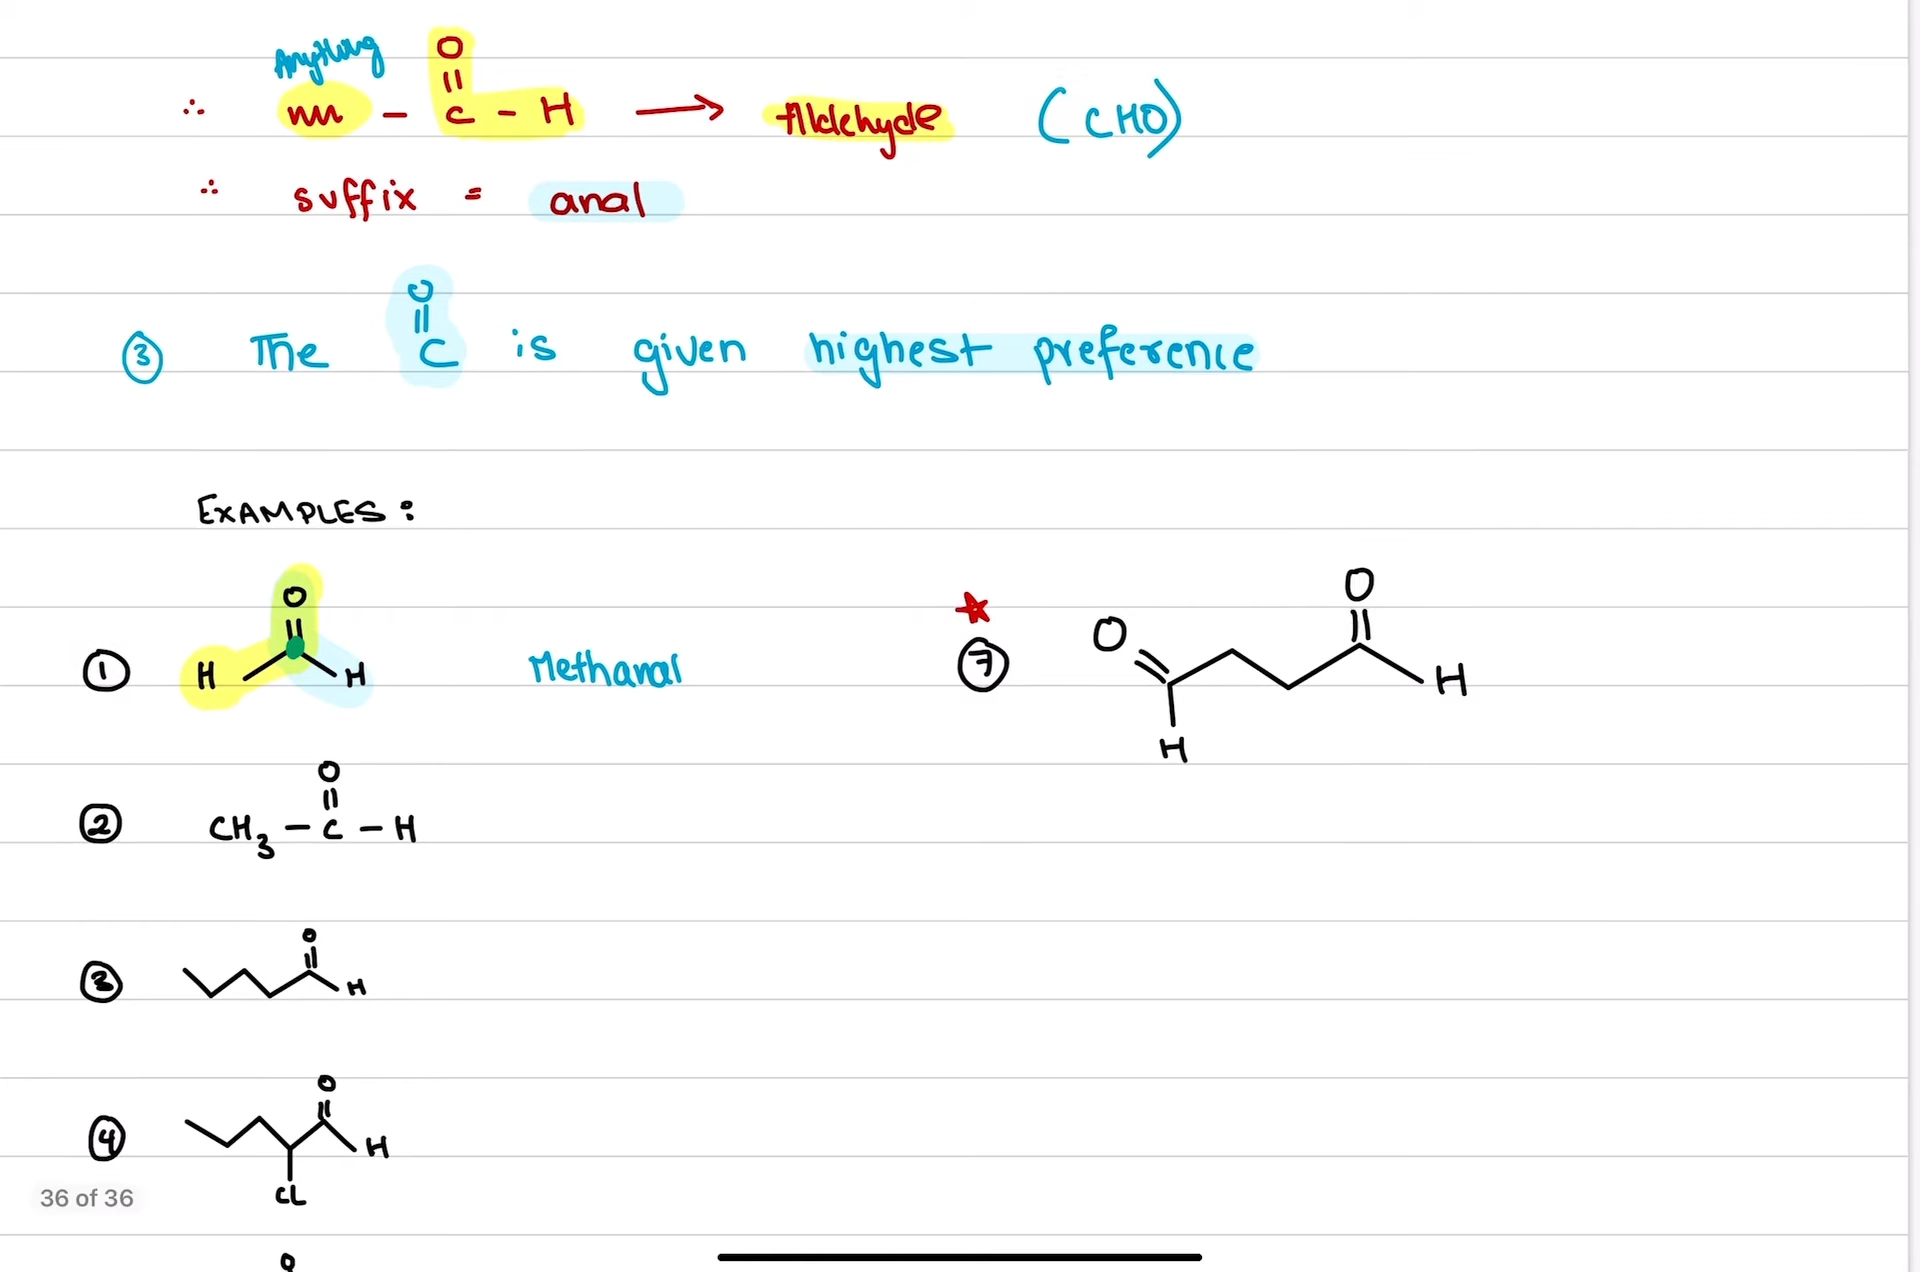 Anything
∴ ~~ - C - H → Aldehyde (CHO)
O
||
∴ suffix = anal
O
||
③ The C is given highest preference
EXAMPLES:
① H O || H Methanal
② CH₃ - C - H
O
||
③ O || H
④ O || H
CL
⑦ O O || H
H
36 of 36